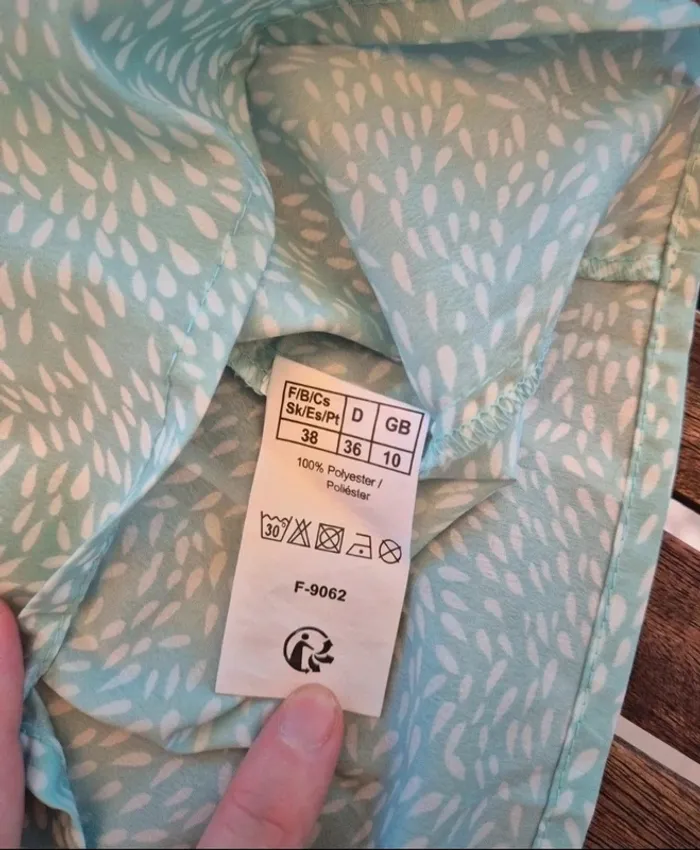 F/B/Cs
Sk/Es/Pt D GB
38 36 10
100% Polyester /
Poliéster
30
F-9062